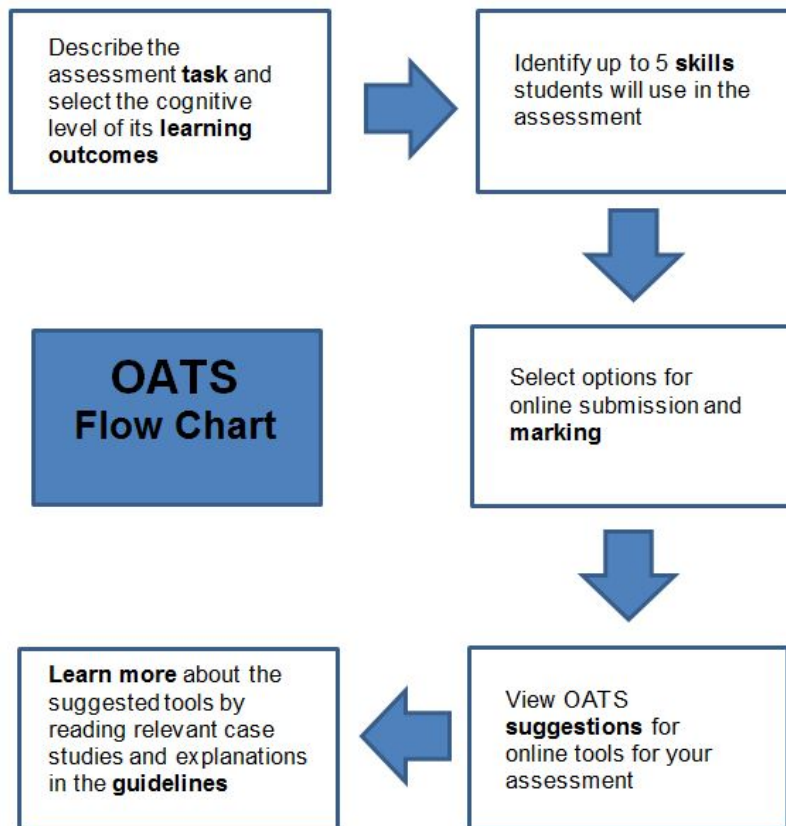 Describe the
assessment task and
select the cognitive
level of its learning
outcomes
Identify up to 5 skills
students will use in the
assessment
OATS
Flow Chart
Select options for
online submission and
marking
View OATS
suggestions for
online tools for your
assessment
Learn more about the
suggested tools by
reading relevant case
studies and explanations
in the guidelines